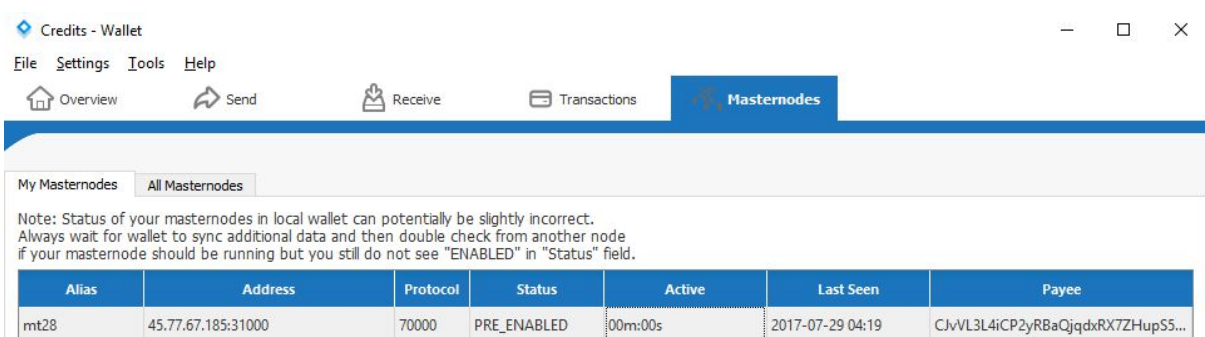 Credits - Wallet
File Settings Tools Help
Overview Send Receive Transactions Masternodes
My Masternodes All Masternodes
Note: Status of your masternodes in local wallet can potentially be slightly incorrect.
Always wait for wallet to sync additional data and then double check from another node
if your masternode should be running but you still do not see "ENABLED" in "Status" field.
Alias Address Protocol Status Active Last Seen Payee
mt28 45.77.67.185:31000 70000 PRE_ENABLED 00m:00s 2017-07-29 04:19 CJvVL3L4iCP2yRBaQjqdxRX7ZHupS5...